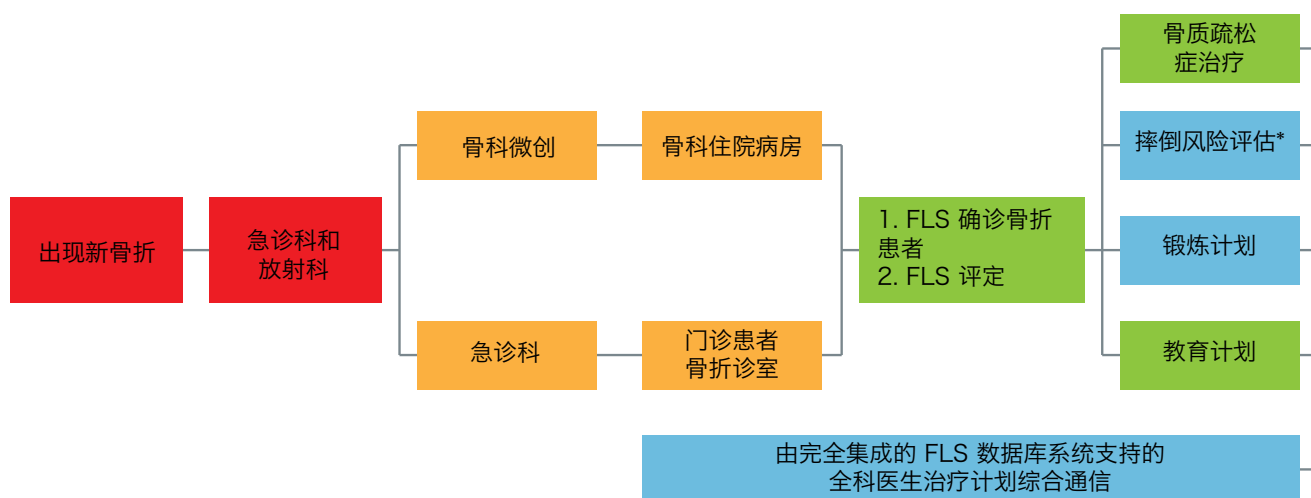 出现新骨折
急诊科和
放射科
骨科微创
骨科住院病房
急诊科
门诊患者
骨折诊室
1. FLS 确诊骨折
患者
2. FLS 评定
骨质疏松
症治疗
摔倒风险评估*
锻炼计划
教育计划
由完全集成的 FLS 数据库系统支持的
全科医生治疗计划综合通信